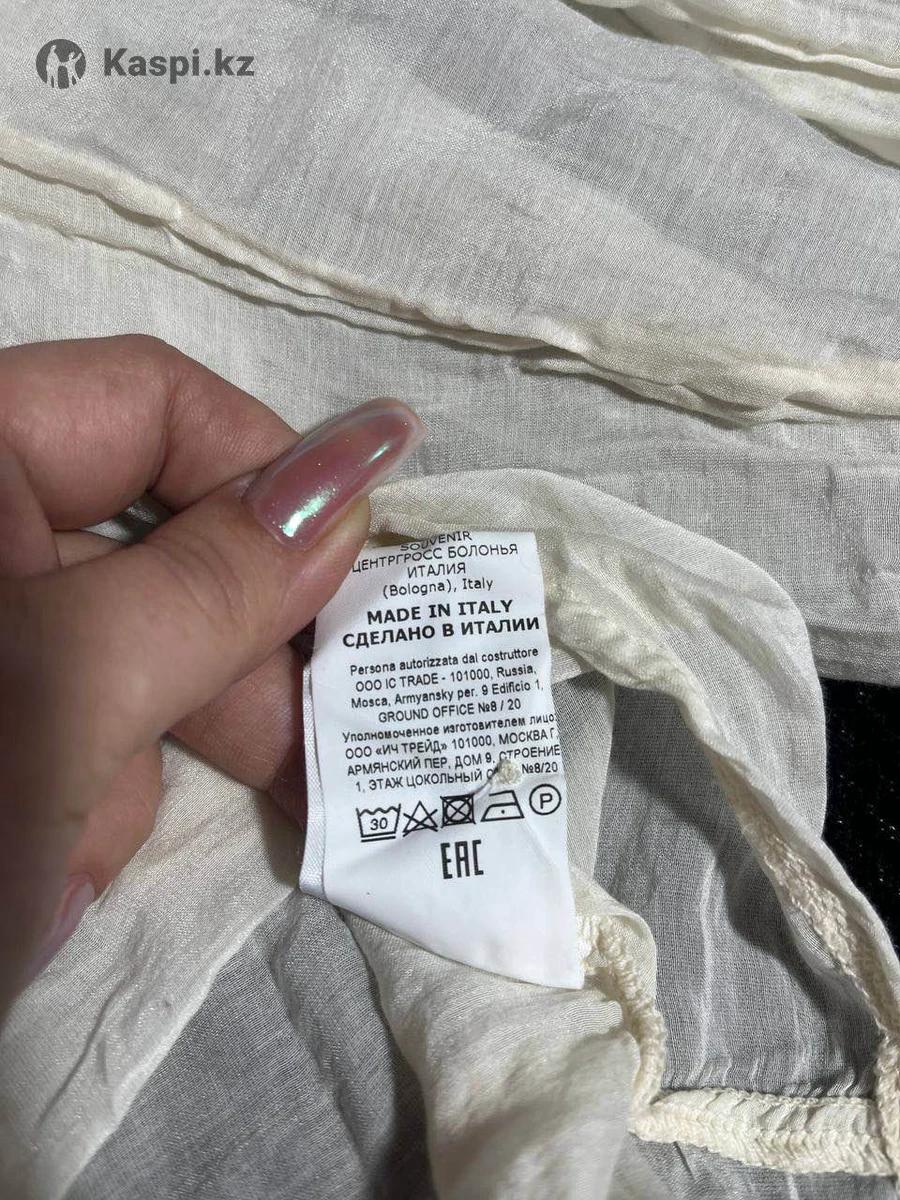 Kaspi.kz
SOUVENIR
ЦЕНТРГРОСС БОЛОНЬЯ
ИТАЛИЯ
(Bologna), Italy
MADE IN ITALY
СДЕЛАНО В ИТАЛИИ
Persona autorizzata dal costruttore
OOO IC TRADE - 101000, Russia,
Mosca, Armyansky per. 9 Edificio 1,
GROUND OFFICE №8 / 20
Уполномоченное изготовителем лицо:
ООО «ИЧ ТРЕЙД» 101000, МОСКВА Г.
АРМЯНСКИЙ ПЕР, ДОМ 9, СТРОЕНИЕ
1, ЭТАЖ ЦОКОЛЬНЫЙ №8/20
30 P
EAC